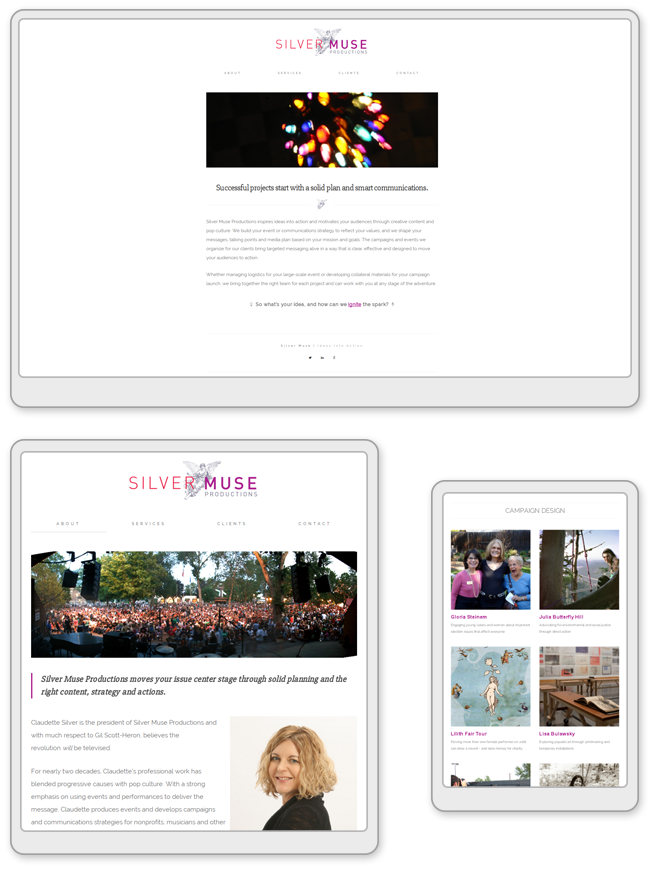 SILVER MUSE
PRODUCTIONS
ABOUT SERVICES CLIENTS CONTACT
Successful projects start with a solid plan and smart communications.
Silver Muse Productions inspires ideas into action and motivates your audiences through creative content and
pop culture. We build your event or communications strategy to reflect your values, and we shape your
messages, talking points and media plan based on your mission and goals. The campaigns and events we
organize for our clients bring targeted messaging alive in a way that is clear, effective and designed to move
your audiences to action.
Whether managing logistics for your large-scale event or developing collateral materials for your campaign
launch, we bring together the right team for each project and can work with you at any stage of the adventure.
So what's your idea, and how can we ignite the spark?
Silver Muse | Ideas Into Action
SILVER MUSE
PRODUCTIONS
ABOUT SERVICES CLIENTS CONTACT
Silver Muse Productions moves your issue center stage through solid planning and the
right content, strategy and actions.
Claudette Silver is the president of Silver Muse Productions and
with much respect to Gil Scott-Heron, believes the
revolution will be televised.
For nearly two decades, Claudette's professional work has
blended progressive causes with pop culture. With a strong
emphasis on using events and performances to deliver the
message, Claudette produces events and develops campaigns
and communications strategies for nonprofits, musicians and other
CAMPAIGN DESIGN
Gloria Steinem
Julia Butterfly Hill
Lilith Fair Tour
Lisa Bulawsky